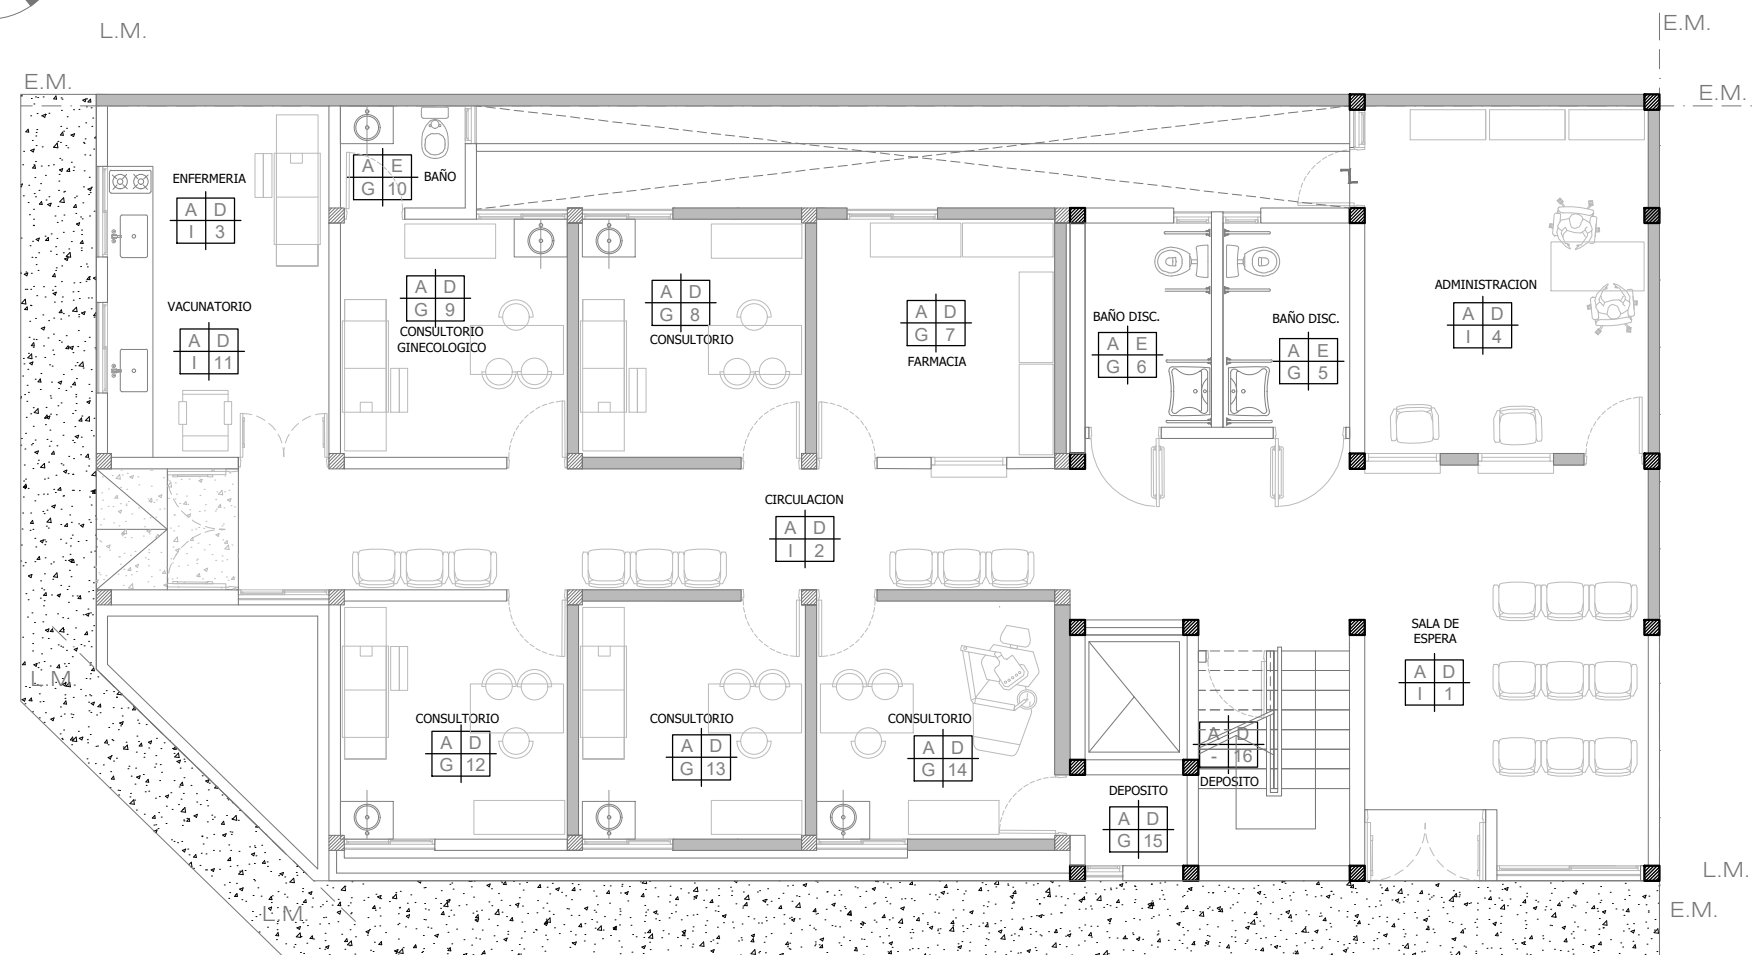 L.M.
E.M.
E.M.
E.M.
ENFERMERIA
A D
I 3
A E
G 10
BAÑO
VACUNATORIO
A D
I 11
A D
G 9
CONSULTORIO
GINECOLOGICO
A D
G 8
CONSULTORIO
A D
G 7
FARMACIA
BAÑO DISC.
A E
G 6
BAÑO DISC.
A E
G 5
ADMINISTRACION
A D
I 4
CIRCULACION
A D
I 2
SALA DE
ESPERA
A D
I 1
L.M.
CONSULTORIO
A D
G 12
CONSULTORIO
A D
G 13
CONSULTORIO
A D
G 14
A D
- 16
DEPOSITO
DEPOSITO
A D
G 15
L.M.
L.M.
E.M.